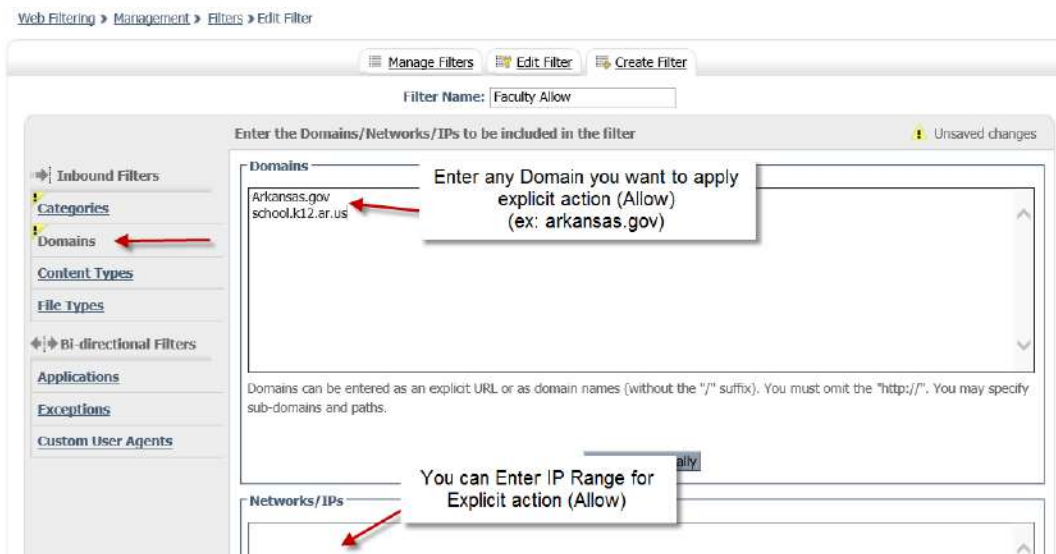 Web Filtering > Management > Filters > Edit Filter
Manage Filters Edit Filter Create Filter
Filter Name: Faculty Allow
Enter the Domains/Networks/IPs to be included in the filter
Unsaved changes
Inbound Filters
Categories
Domains
Content Types
File Types
Bi-directional Filters
Applications
Exceptions
Custom User Agents
Domains
Arkansas.gov
school.k12.ar.us
Enter any Domain you want to apply
explicit action (Allow)
(ex: arkansas.gov)
Domains can be entered as an explicit URL or as domain names (without the "/" suffix). You must omit the "http://". You may specify
sub-domains and paths.
You can Enter IP Range for
Explicit action (Allow)
Networks/IPs